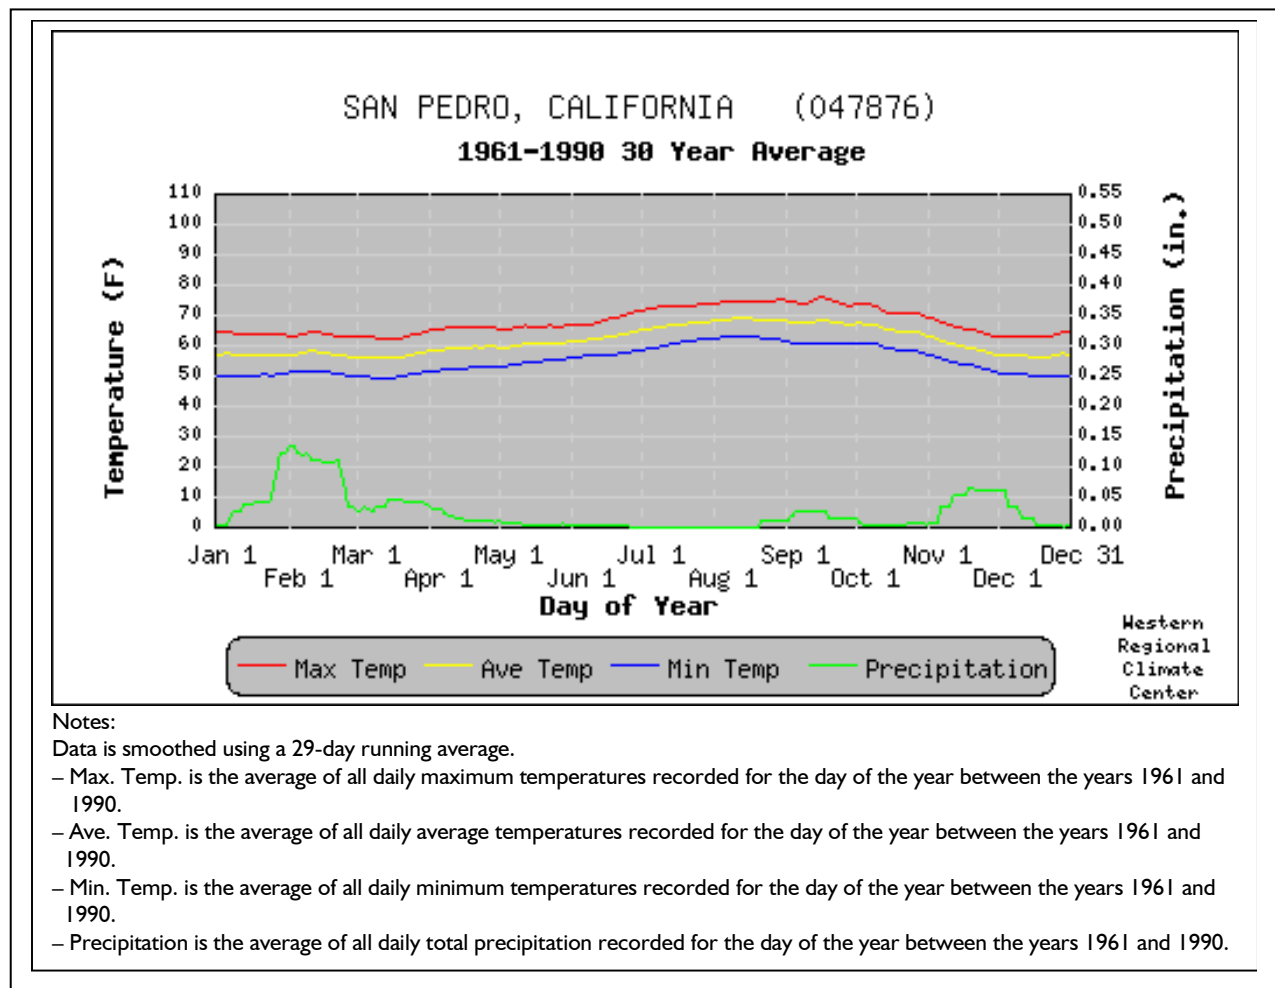 SAN PEDRO, CALIFORNIA (047876)
1961-1990 30 Year Average
Temperature (F)
110
100
90
80
70
60
50
40
30
20
10
0
0.55
0.50
0.45
0.40
0.35
0.30
0.25
0.20
0.15
0.10
0.05
0.00
Precipitation (in.)
Jan 1 Mar 1 May 1 Jul 1 Sep 1 Nov 1 Dec 31
Feb 1 Apr 1 Jun 1 Aug 1 Oct 1 Dec 1
Day of Year
Max Temp Ave Temp Min Temp Precipitation
Western
Regional
Climate
Center
Notes:
Data is smoothed using a 29-day running average.
– Max. Temp. is the average of all daily maximum temperatures recorded for the day of the year between the years 1961 and
1990.
– Ave. Temp. is the average of all daily average temperatures recorded for the day of the year between the years 1961 and
1990.
– Min. Temp. is the average of all daily minimum temperatures recorded for the day of the year between the years 1961 and
1990.
– Precipitation is the average of all daily total precipitation recorded for the day of the year between the years 1961 and 1990.